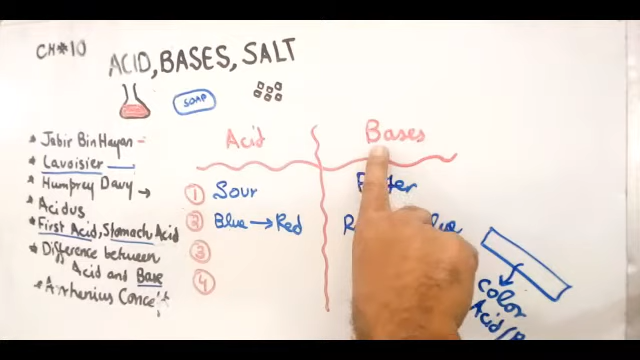 CH*10
ACID, BASES, SALT
SOAP
* Jabir Bin Hayan -
* Lavoisier
* Humprey Davy →
* Acidus
* First Acid, Stomach Acid
* Difference between
Acid and Base
* Arrhenius
Acid Bases
① Sour
② Blue → Red
③
④
Color
Acid/